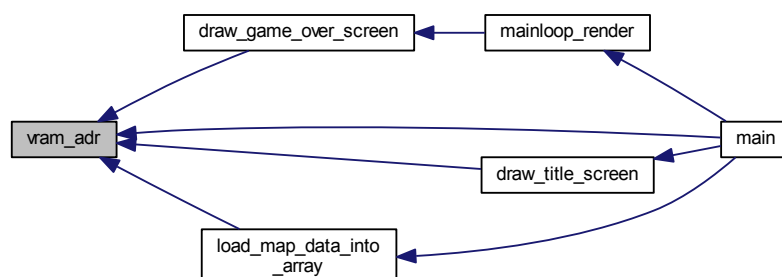 draw_game_over_screen
mainloop_render
vram_adr
main
draw_title_screen
load_map_data_into
_array